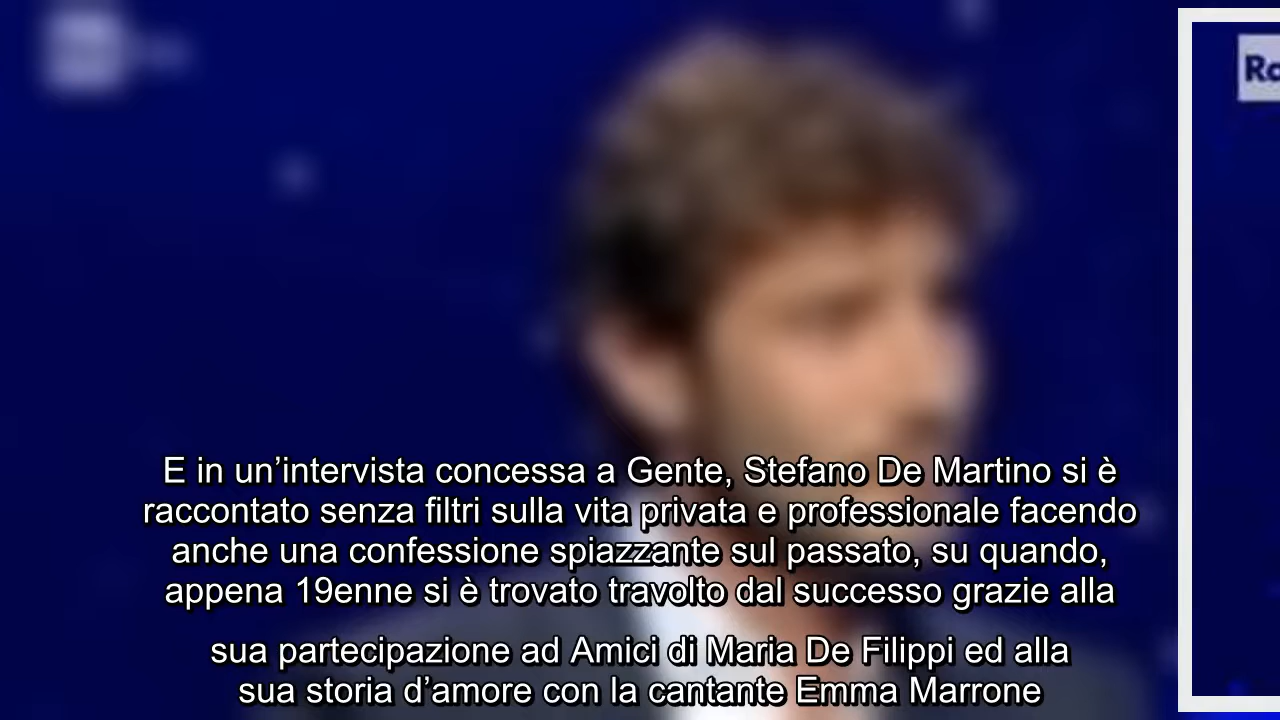 Ra
E in un’intervista concessa a Gente, Stefano De Martino si è
raccontato senza filtri sulla vita privata e professionale facendo
anche una confessione spiazzante sul passato, su quando,
appena 19enne si è trovato travolto dal successo grazie alla
sua partecipazione ad Amici di Maria De Filippi ed alla
sua storia d’amore con la cantante Emma Marrone